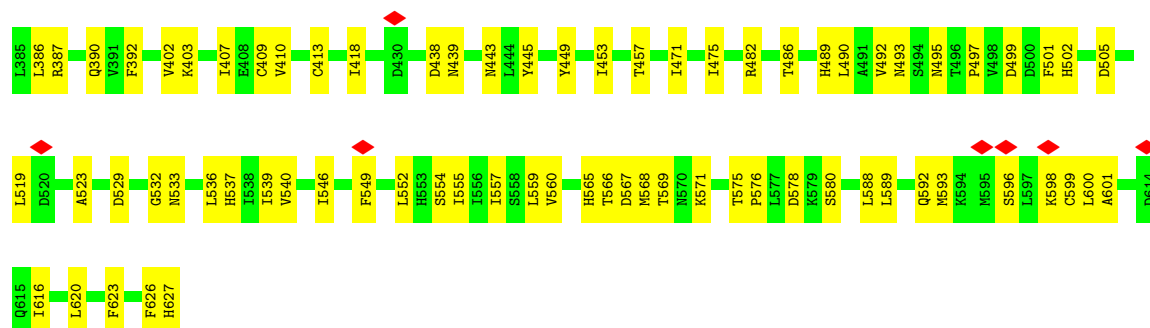 L385 L386 R387 Q390 V391 F392 V402 K403 I407 E408 C409 V410 C413 I418 D430 D438 N439 N443 L444 Y445 Y449 I453 T457 I471 I475 R482 T486 H489 L490 A491 V492 N493 S494 N495 T496 P497 V498 D499 D500 F501 H502 D505
L519 D520 A523 D529 G532 N533 L536 H537 I538 I539 V540 I546 F549 L552 H553 S554 I555 I556 I557 S558 L559 V560 H565 T566 D567 M568 T569 N570 K571 T575 P576 L577 D578 K579 S580 L588 L589 Q592 M593 K594 M595 S596 L597 K598 C599 L600 A601 D614
Q615 I616 L620 F623 F626 H627